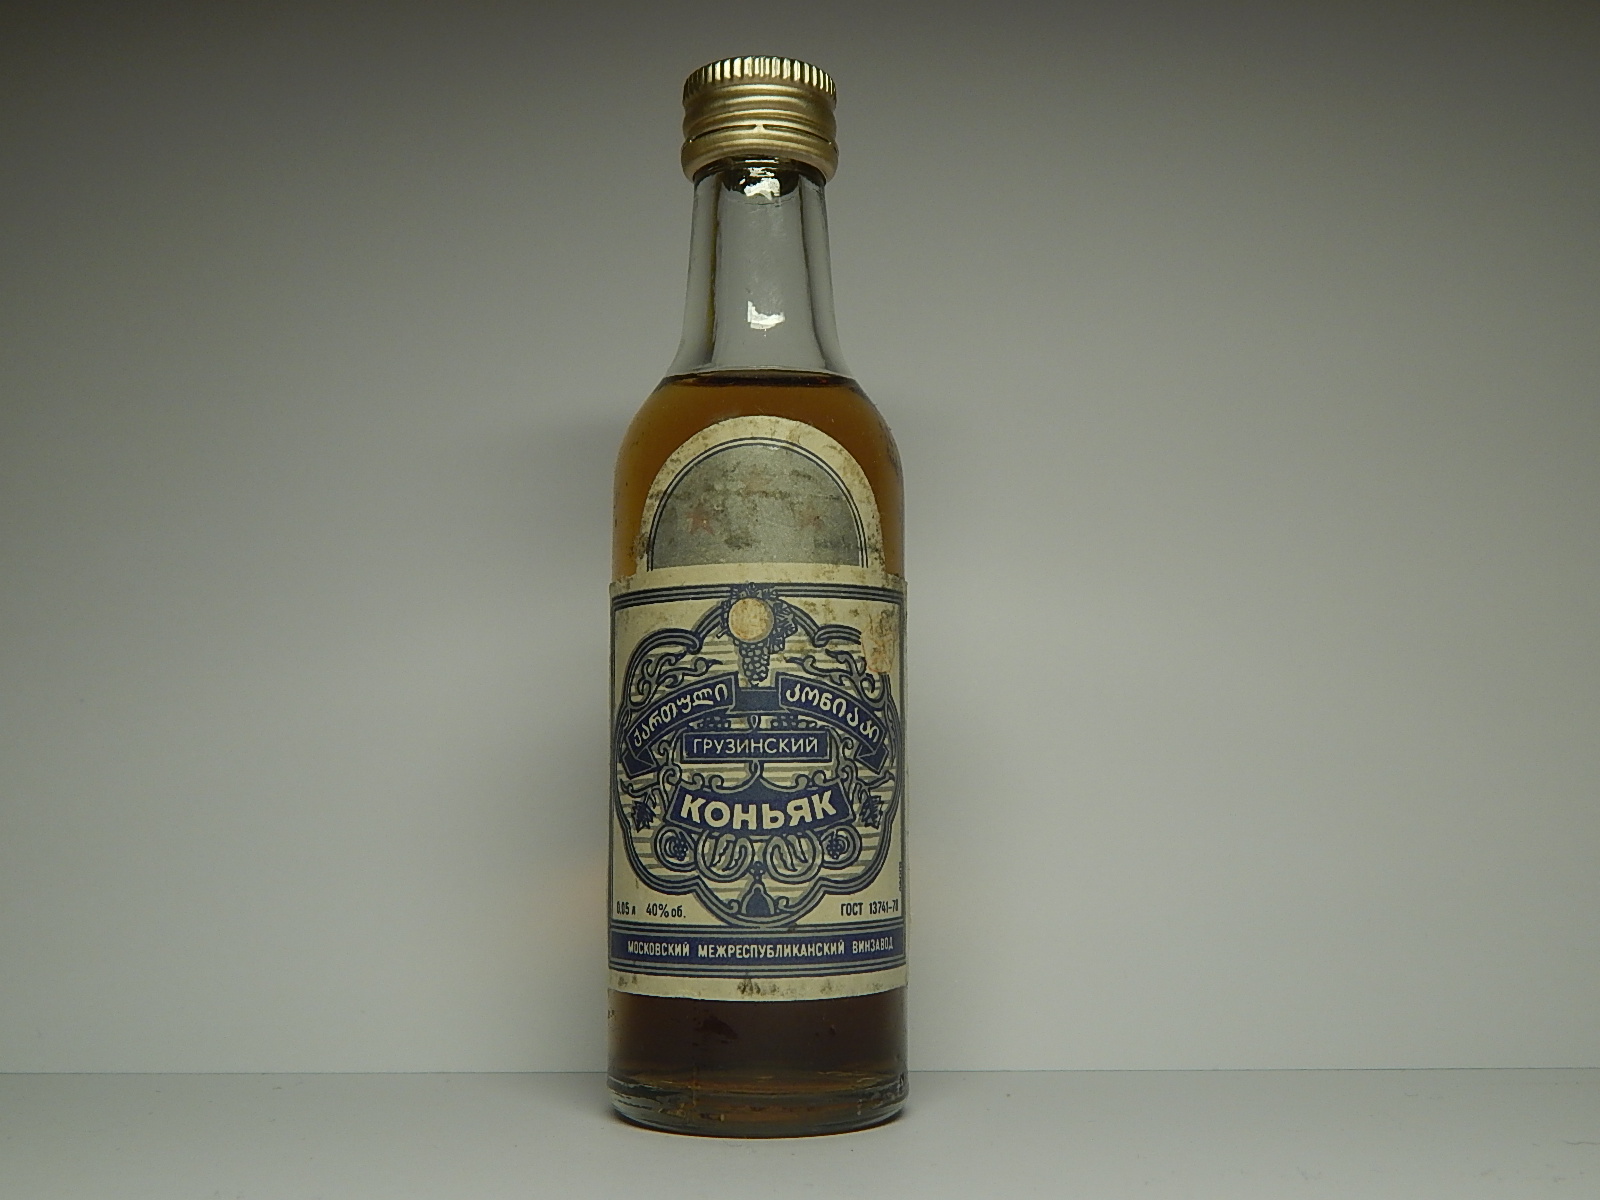 ქართული კონიაკი
ГРУЗИНСКИЙ
КОНЬЯК
0.05 л 40% об. ГОСТ 13741-78
МОСКОВСКИЙ МЕЖРЕСПУБЛИКАНСКИЙ ВИНЗАВОД